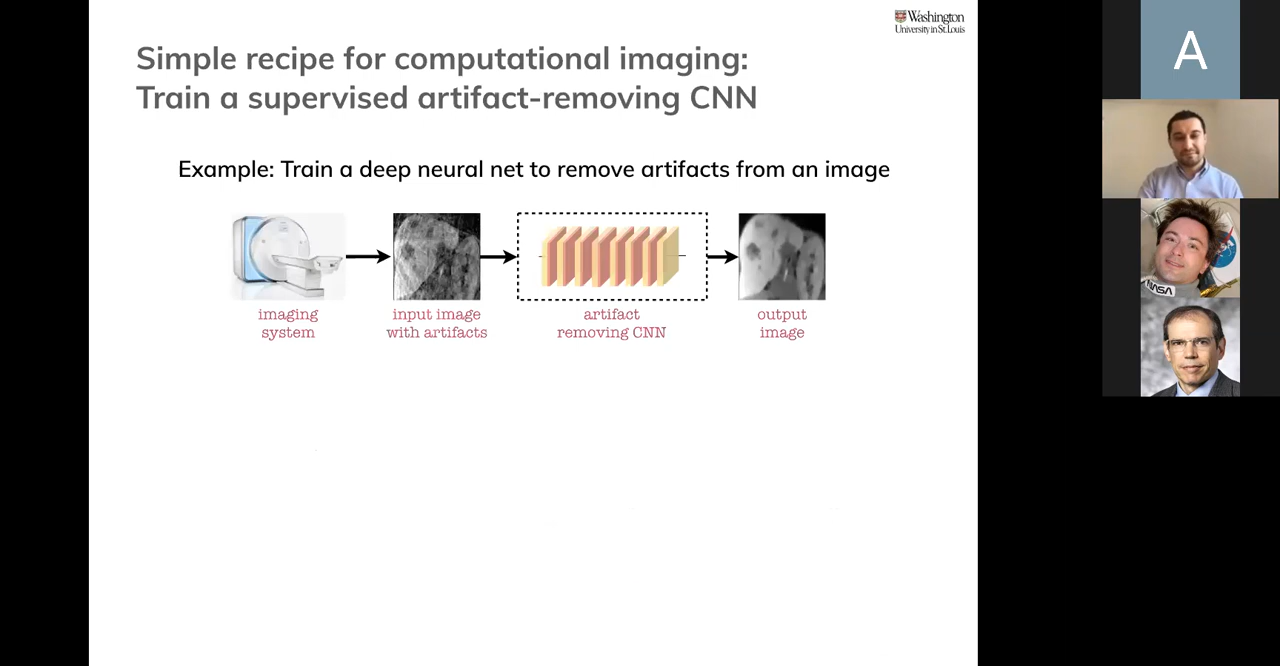 Washington
University in St. Louis
Simple recipe for computational imaging:
Train a supervised artifact-removing CNN
Example: Train a deep neural net to remove artifacts from an image
imaging
system
input image
with artifacts
artifact
removing CNN
output
image
A
NASA